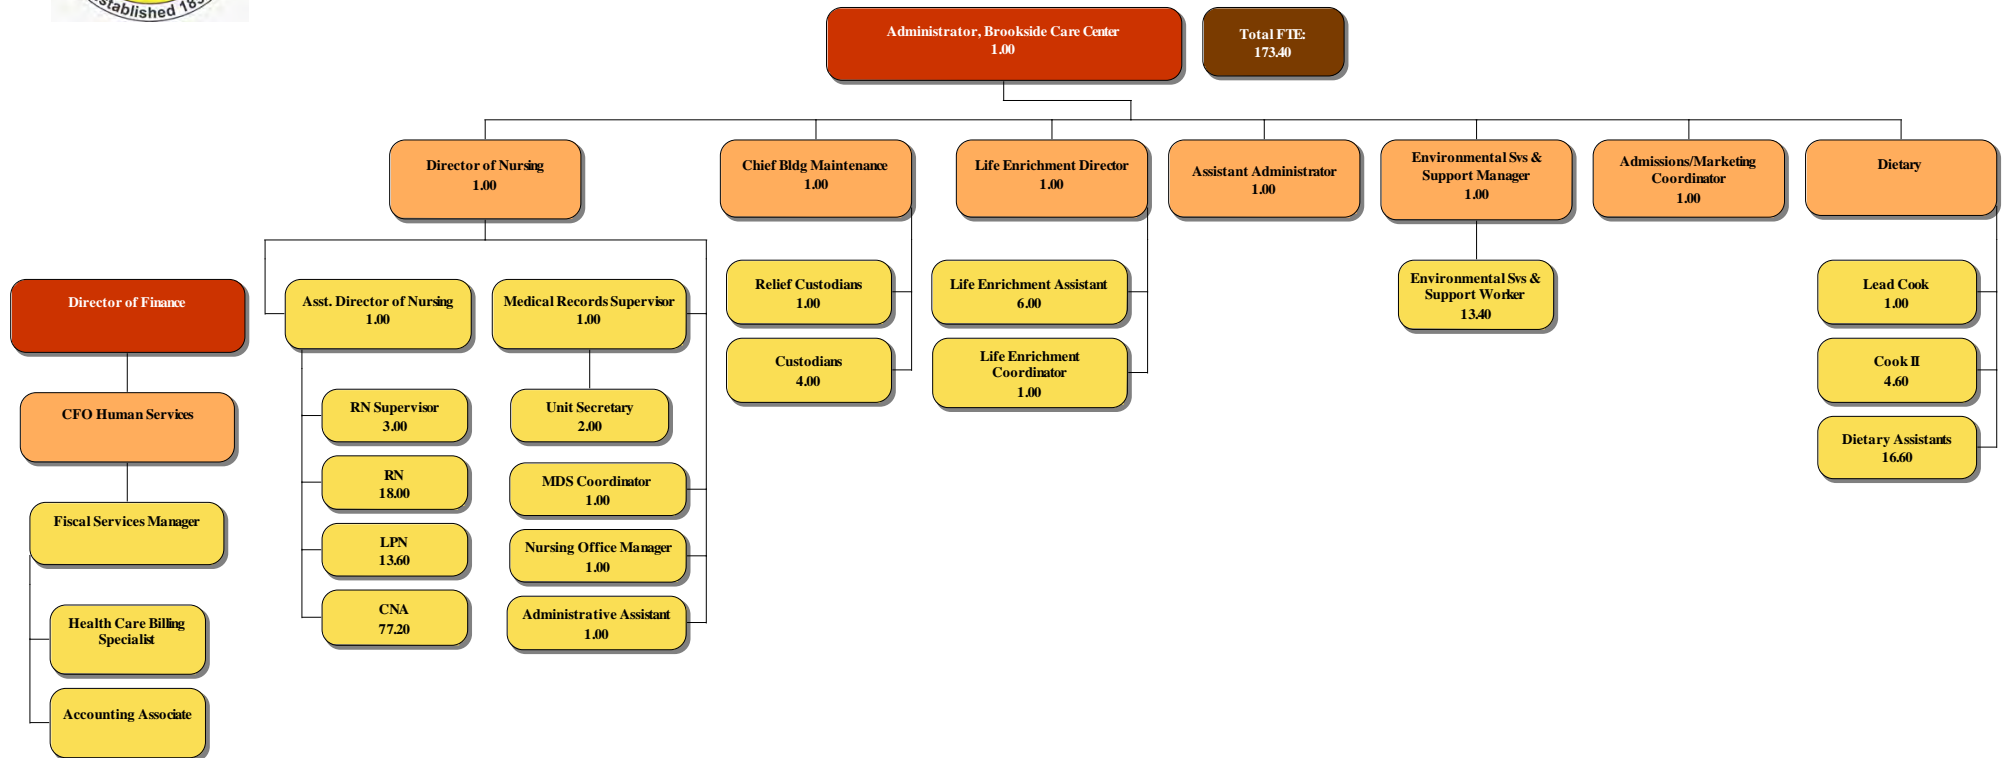 Established
Administrator, Brookside Care Center
1.00
Total FTE:
173.40
Director of Nursing
1.00
Chief Bldg Maintenance
1.00
Life Enrichment Director
1.00
Assistant Administrator
1.00
Environmental Svs &
Support Manager
1.00
Admissions/Marketing
Coordinator
1.00
Dietary
Director of Finance
CFO Human Services
Fiscal Services Manager
Health Care Billing
Specialist
Accounting Associate
Asst. Director of Nursing
1.00
RN Supervisor
3.00
RN
18.00
LPN
13.60
CNA
77.20
Medical Records Supervisor
1.00
Unit Secretary
2.00
MDS Coordinator
1.00
Nursing Office Manager
1.00
Administrative Assistant
1.00
Relief Custodians
1.00
Custodians
4.00
Life Enrichment Assistant
6.00
Life Enrichment
Coordinator
1.00
Environmental Svs &
Support Worker
13.40
Lead Cook
1.00
Cook II
4.60
Dietary Assistants
16.60